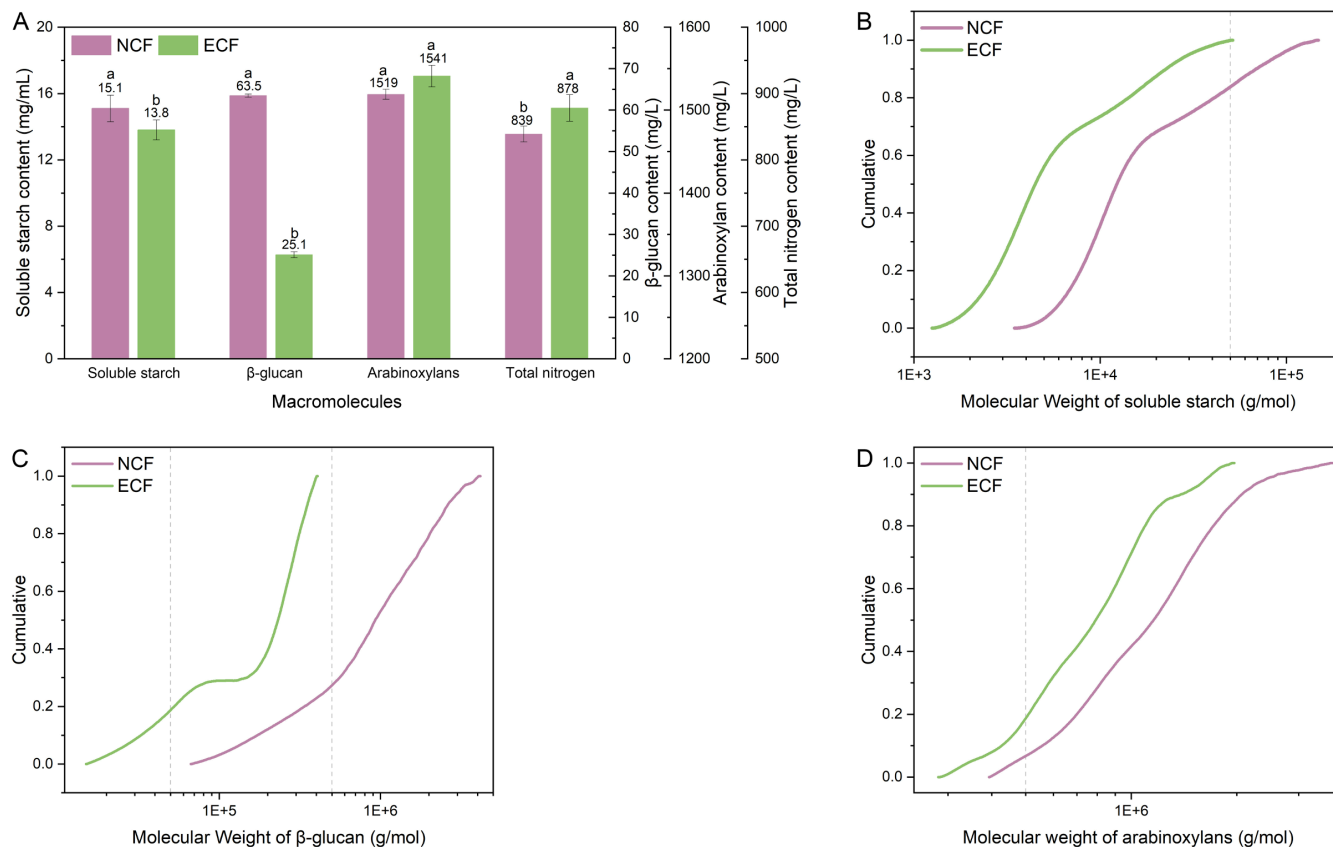 A
NCF
ECF
20
16
12
8
4
0
Soluble starch content (mg/mL)
a
15.1
b
13.8
a
63.5
b
25.1
a
1519
a
1541
b
839
a
878
Soluble starch
β-glucan
Arabinoxylans
Total nitrogen
Macromolecules
80
70
60
50
40
30
20
10
0
β-glucan content (mg/L)
1600
1500
1400
1300
1200
Arabinoxylan content (mg/L)
1000
900
800
700
600
500
Total nitrogen content (mg/L)
B
NCF
ECF
1.0
0.8
0.6
0.4
0.2
0.0
Cumulative
1E+3
1E+4
1E+5
Molecular Weight of soluble starch (g/mol)
C
NCF
ECF
1.0
0.8
0.6
0.4
0.2
0.0
Cumulative
1E+5
1E+6
Molecular Weight of β-glucan (g/mol)
D
NCF
ECF
1.0
0.8
0.6
0.4
0.2
0.0
Cumulative
1E+6
Molecular weight of arabinoxylans (g/mol)